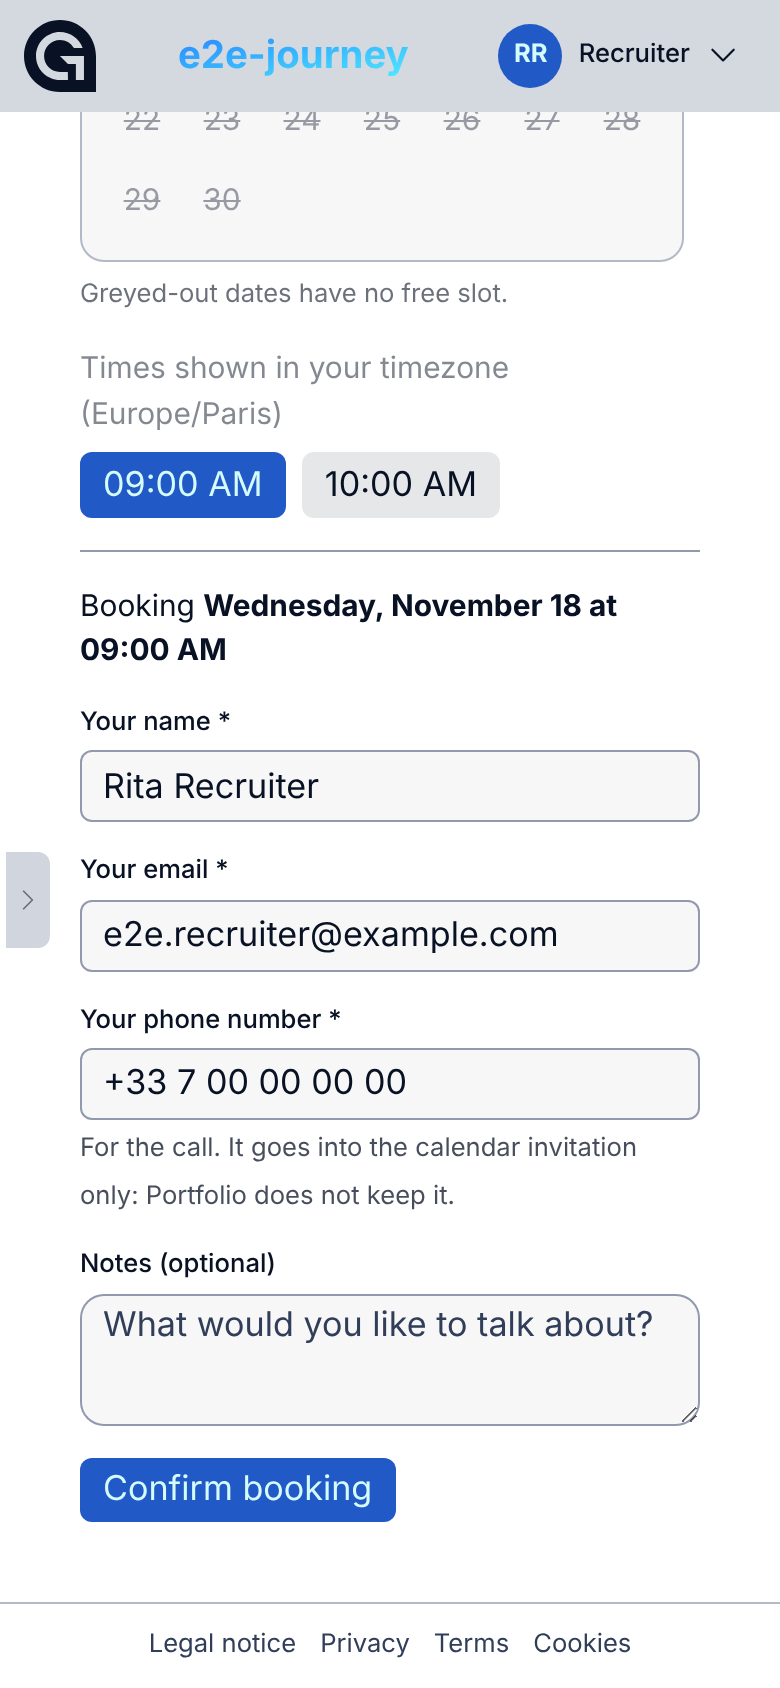 e2e-journey
RR Recruiter
22 23 24 25 26 27 28
29 30
Greyed-out dates have no free slot.
Times shown in your timezone
(Europe/Paris)
09:00 AM 10:00 AM
Booking Wednesday, November 18 at
09:00 AM
Your name *
Rita Recruiter
Your email *
e2e.recruiter@example.com
Your phone number *
+33 7 00 00 00 00
For the call. It goes into the calendar invitation
only: Portfolio does not keep it.
Notes (optional)
What would you like to talk about?
Confirm booking
Legal notice Privacy Terms Cookies